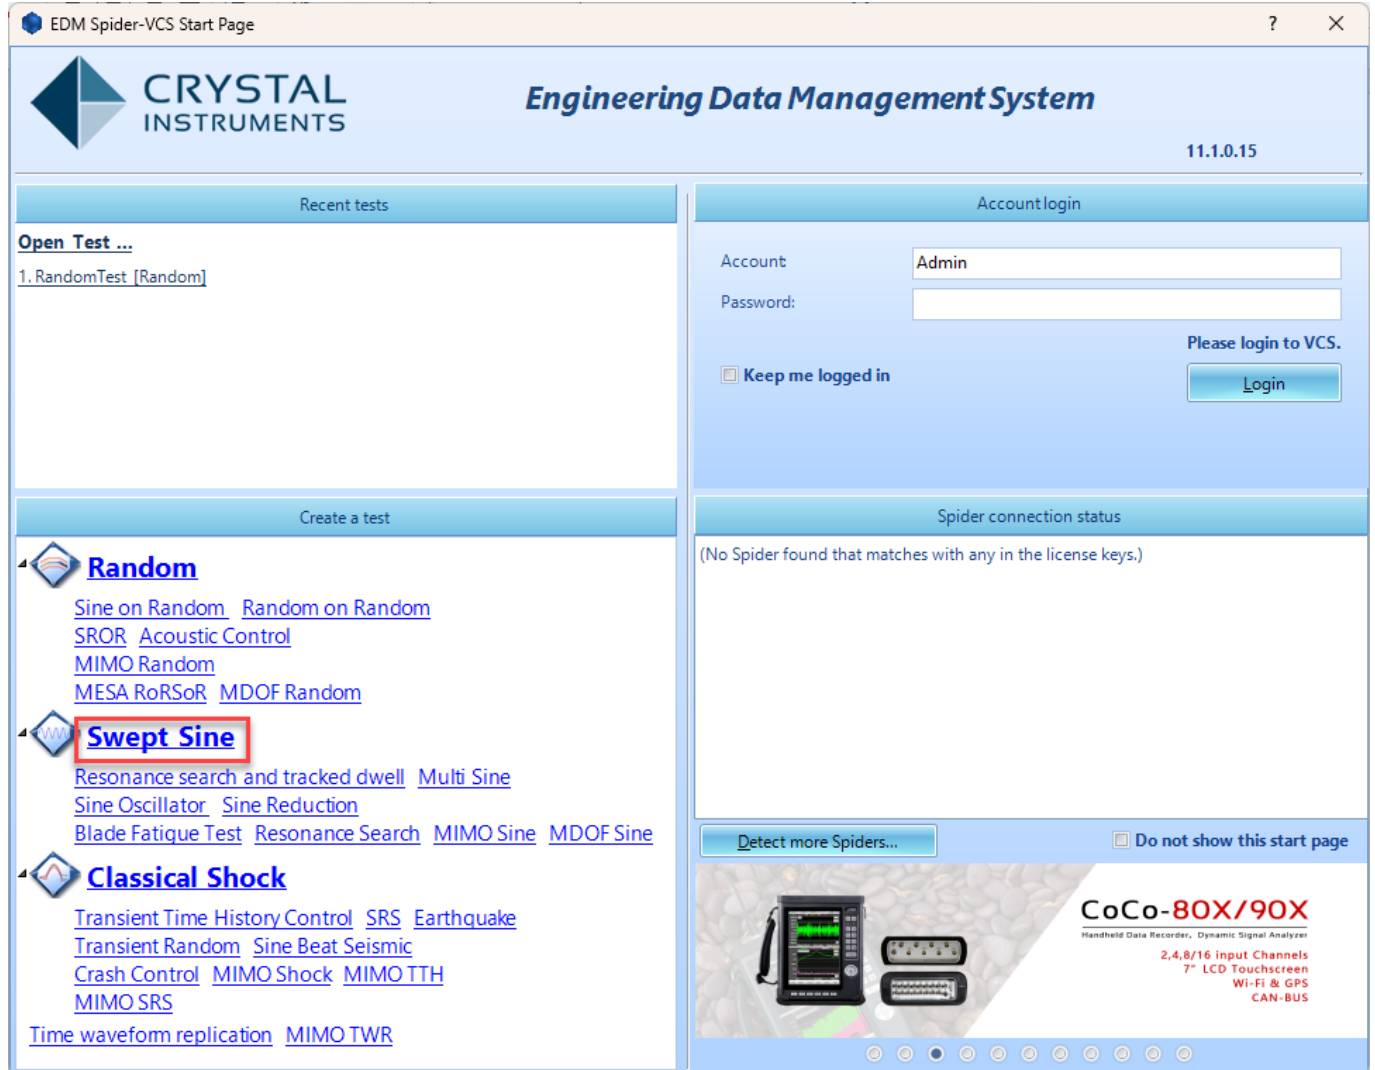 EDM Spider-VCS Start Page
?
CRYSTAL
INSTRUMENTS
Engineering Data Management System
11.1.0.15
Recent tests
Open Test ...
1. RandomTest [Random]
Account login
Account
Admin
Password:
Please login to VCS.
Keep me logged in
Login
Create a test
Random
Sine on Random Random on Random
SROR Acoustic Control
MIMO Random
MESA RoRSoR MDOF Random
Swept Sine
Resonance search and tracked dwell Multi Sine
Sine Oscillator Sine Reduction
Blade Fatigue Test Resonance Search MIMO Sine MDOF Sine
Classical Shock
Transient Time History Control SRS Earthquake
Transient Random Sine Beat Seismic
Crash Control MIMO Shock MIMO TTH
MIMO SRS
Time waveform replication MIMO TWR
Spider connection status
(No Spider found that matches with any in the license keys.)
Detect more Spiders...
Do not show this start page
CoCo-80X/90X
Handheld Data Recorder, Dynamic Signal Analyzer
2,4,8/16 input Channels
7" LCD Touchscreen
Wi-Fi & GPS
CAN-BUS